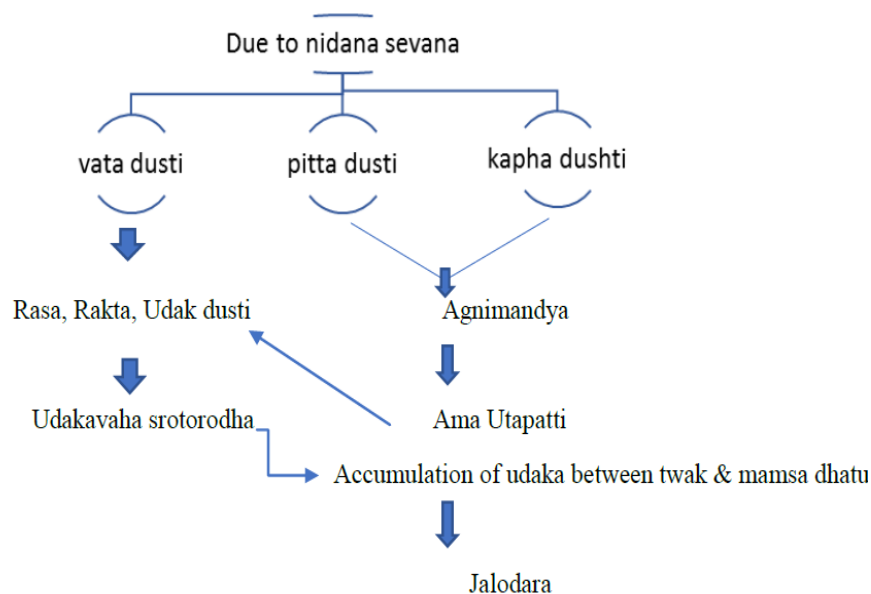 Due to nidana sevana
vata dusti
pitta dusti
kapha dushti
Rasa, Rakta, Udak dusti
Agnimandya
Udakavaha srotorodha
Ama Utapatti
Accumulation of udaka between twak & mamsa dhatu
Jalodara